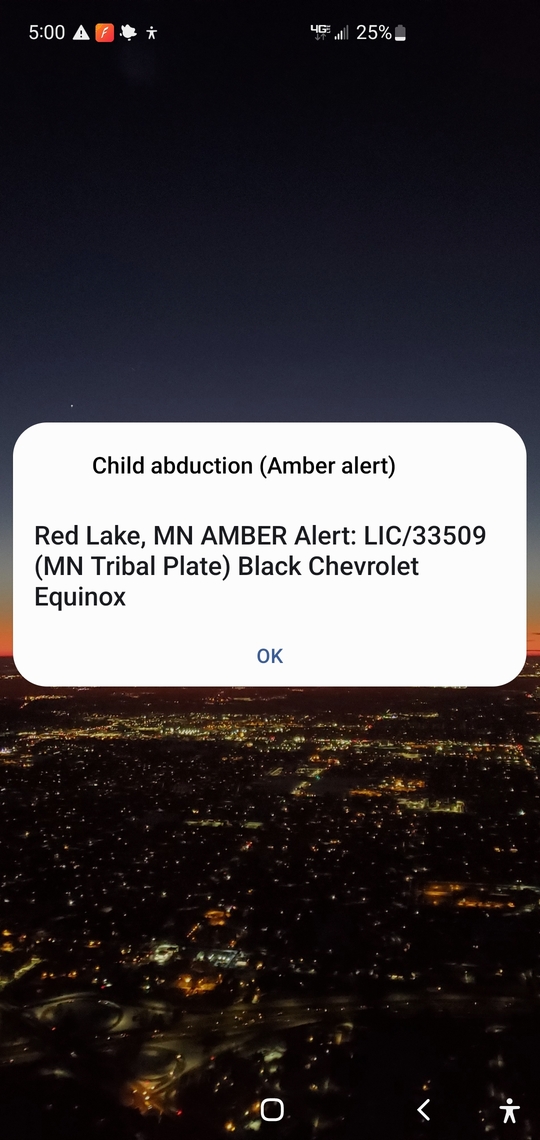 5:00 4G 25%
Child abduction (Amber alert)
Red Lake, MN AMBER Alert: LIC/33509
(MN Tribal Plate) Black Chevrolet
Equinox
OK